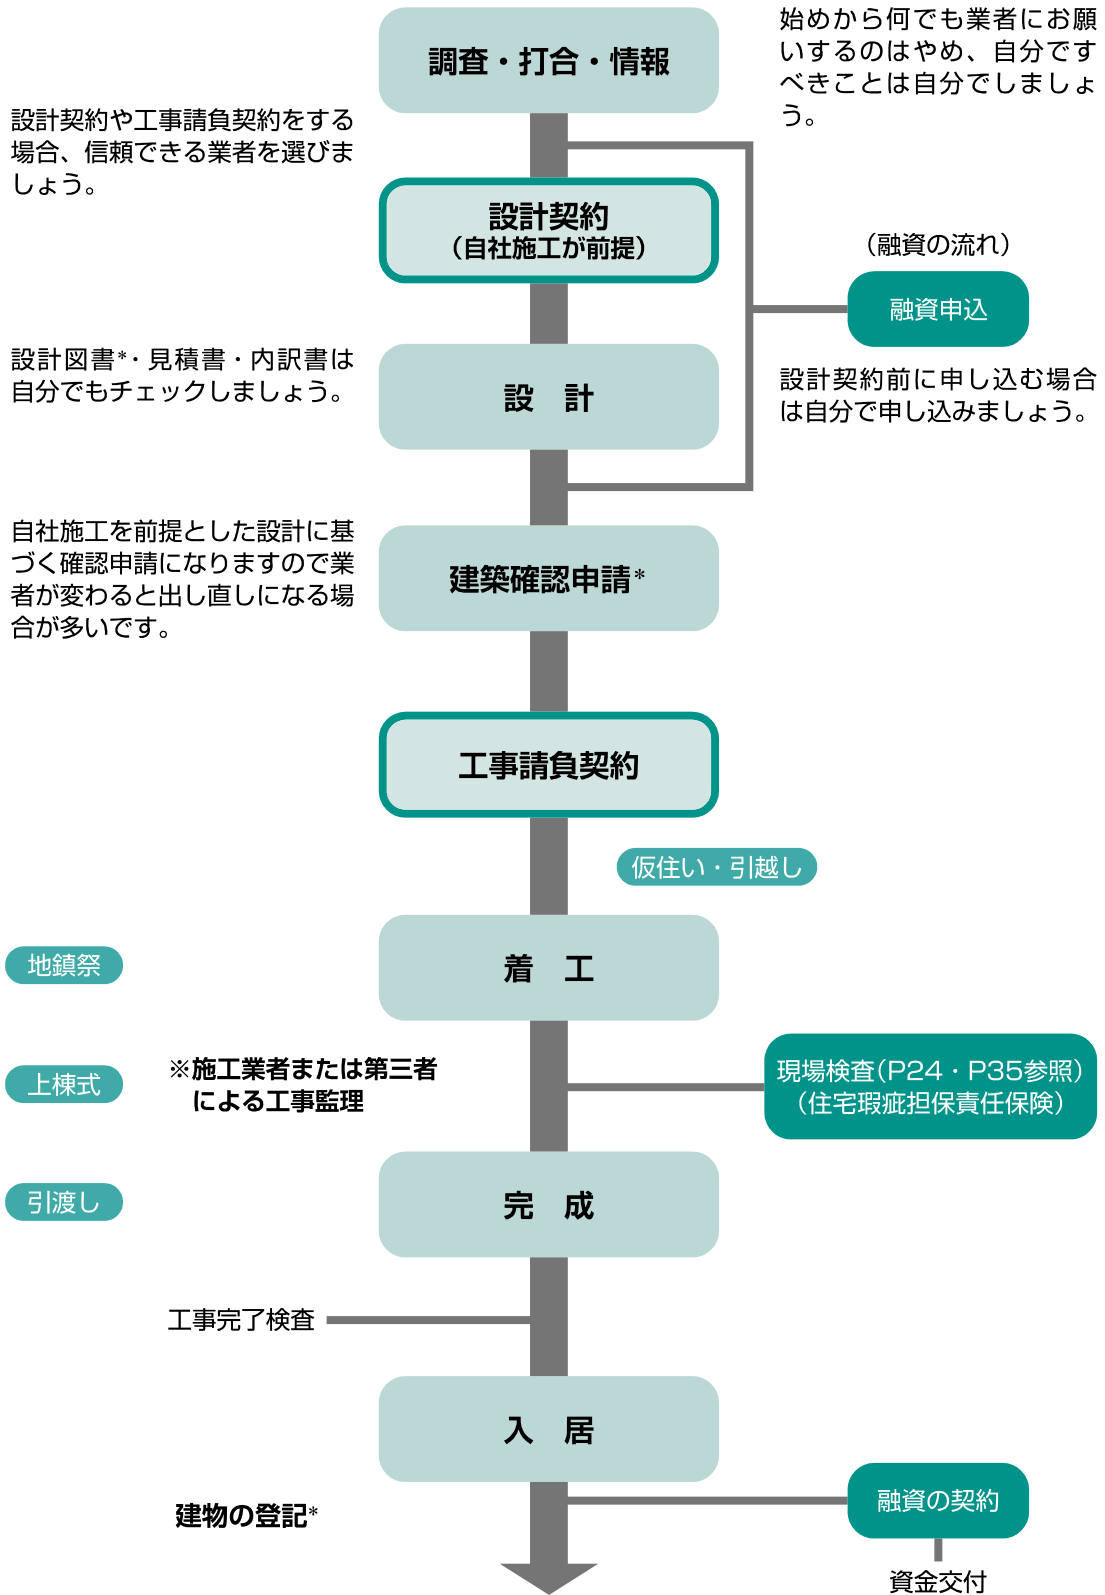 調査・打合・情報
始めから何でも業者にお願
いするのはやめ、自分です
べきことは自分でしましょ
う。
設計契約や工事請負契約をする
場合、信頼できる業者を選びま
しょう。
設計契約
（自社施工が前提）
（融資の流れ）
融資申込
設計図書*・見積書・内訳書は
自分でもチェックしましょう。
設　計
設計契約前に申し込む場合
は自分で申し込みましょう。
自社施工を前提とした設計に基
づく確認申請になりますので業
者が変わると出し直しになる場
合が多いです。
建築確認申請*
工事請負契約
仮住い・引越し
地鎮祭
着　工
上棟式
※施工業者または第三者
による工事監理
現場検査（P24・P35参照）
（住宅瑕疵担保責任保険）
引渡し
完　成
工事完了検査
入　居
建物の登記*
融資の契約
資金交付